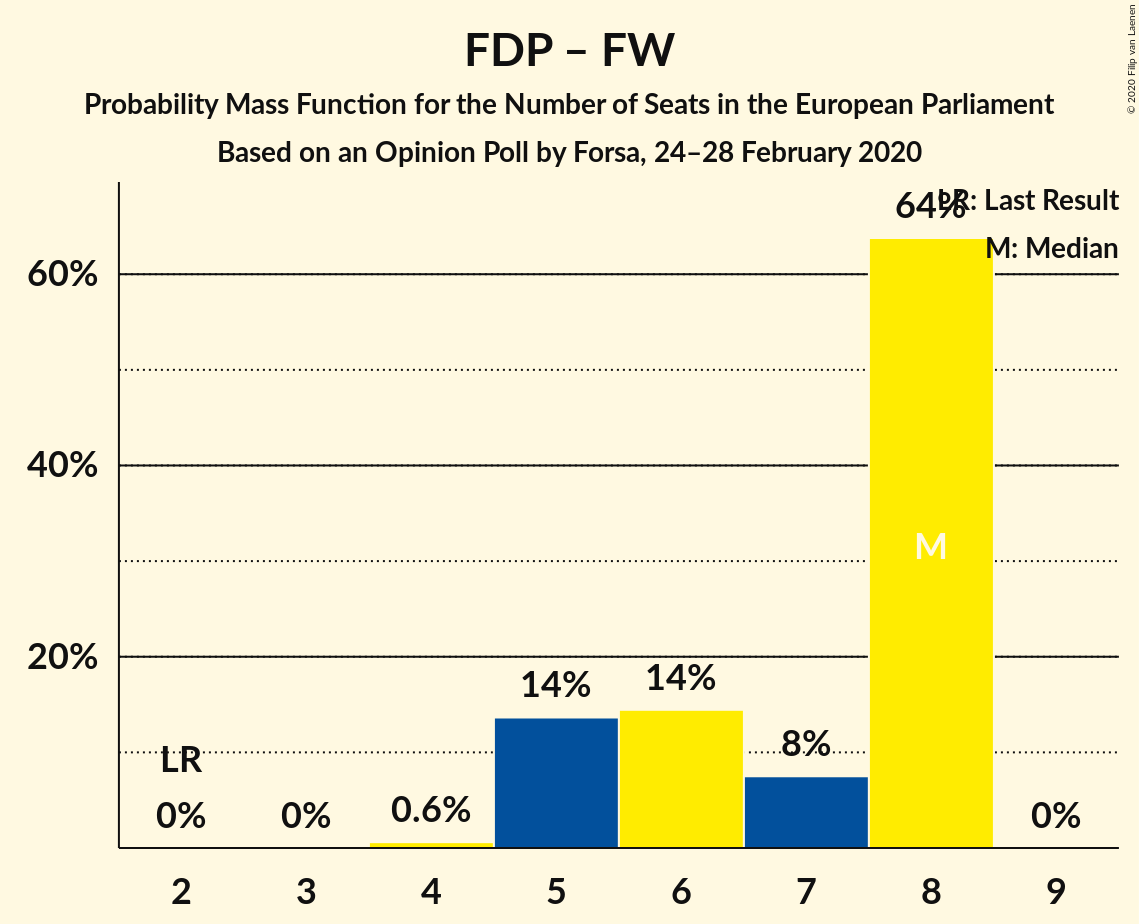 FDP – FW
Probability Mass Function for the Number of Seats in the European Parliament
Based on an Opinion Poll by Forsa, 24–28 February 2020
© 2020 Filip van Laenen
LR: Last Result
M: Median
60%
40%
20%
LR
0%
0%
0.6%
14%
14%
8%
64%
M
0%
2 3 4 5 6 7 8 9